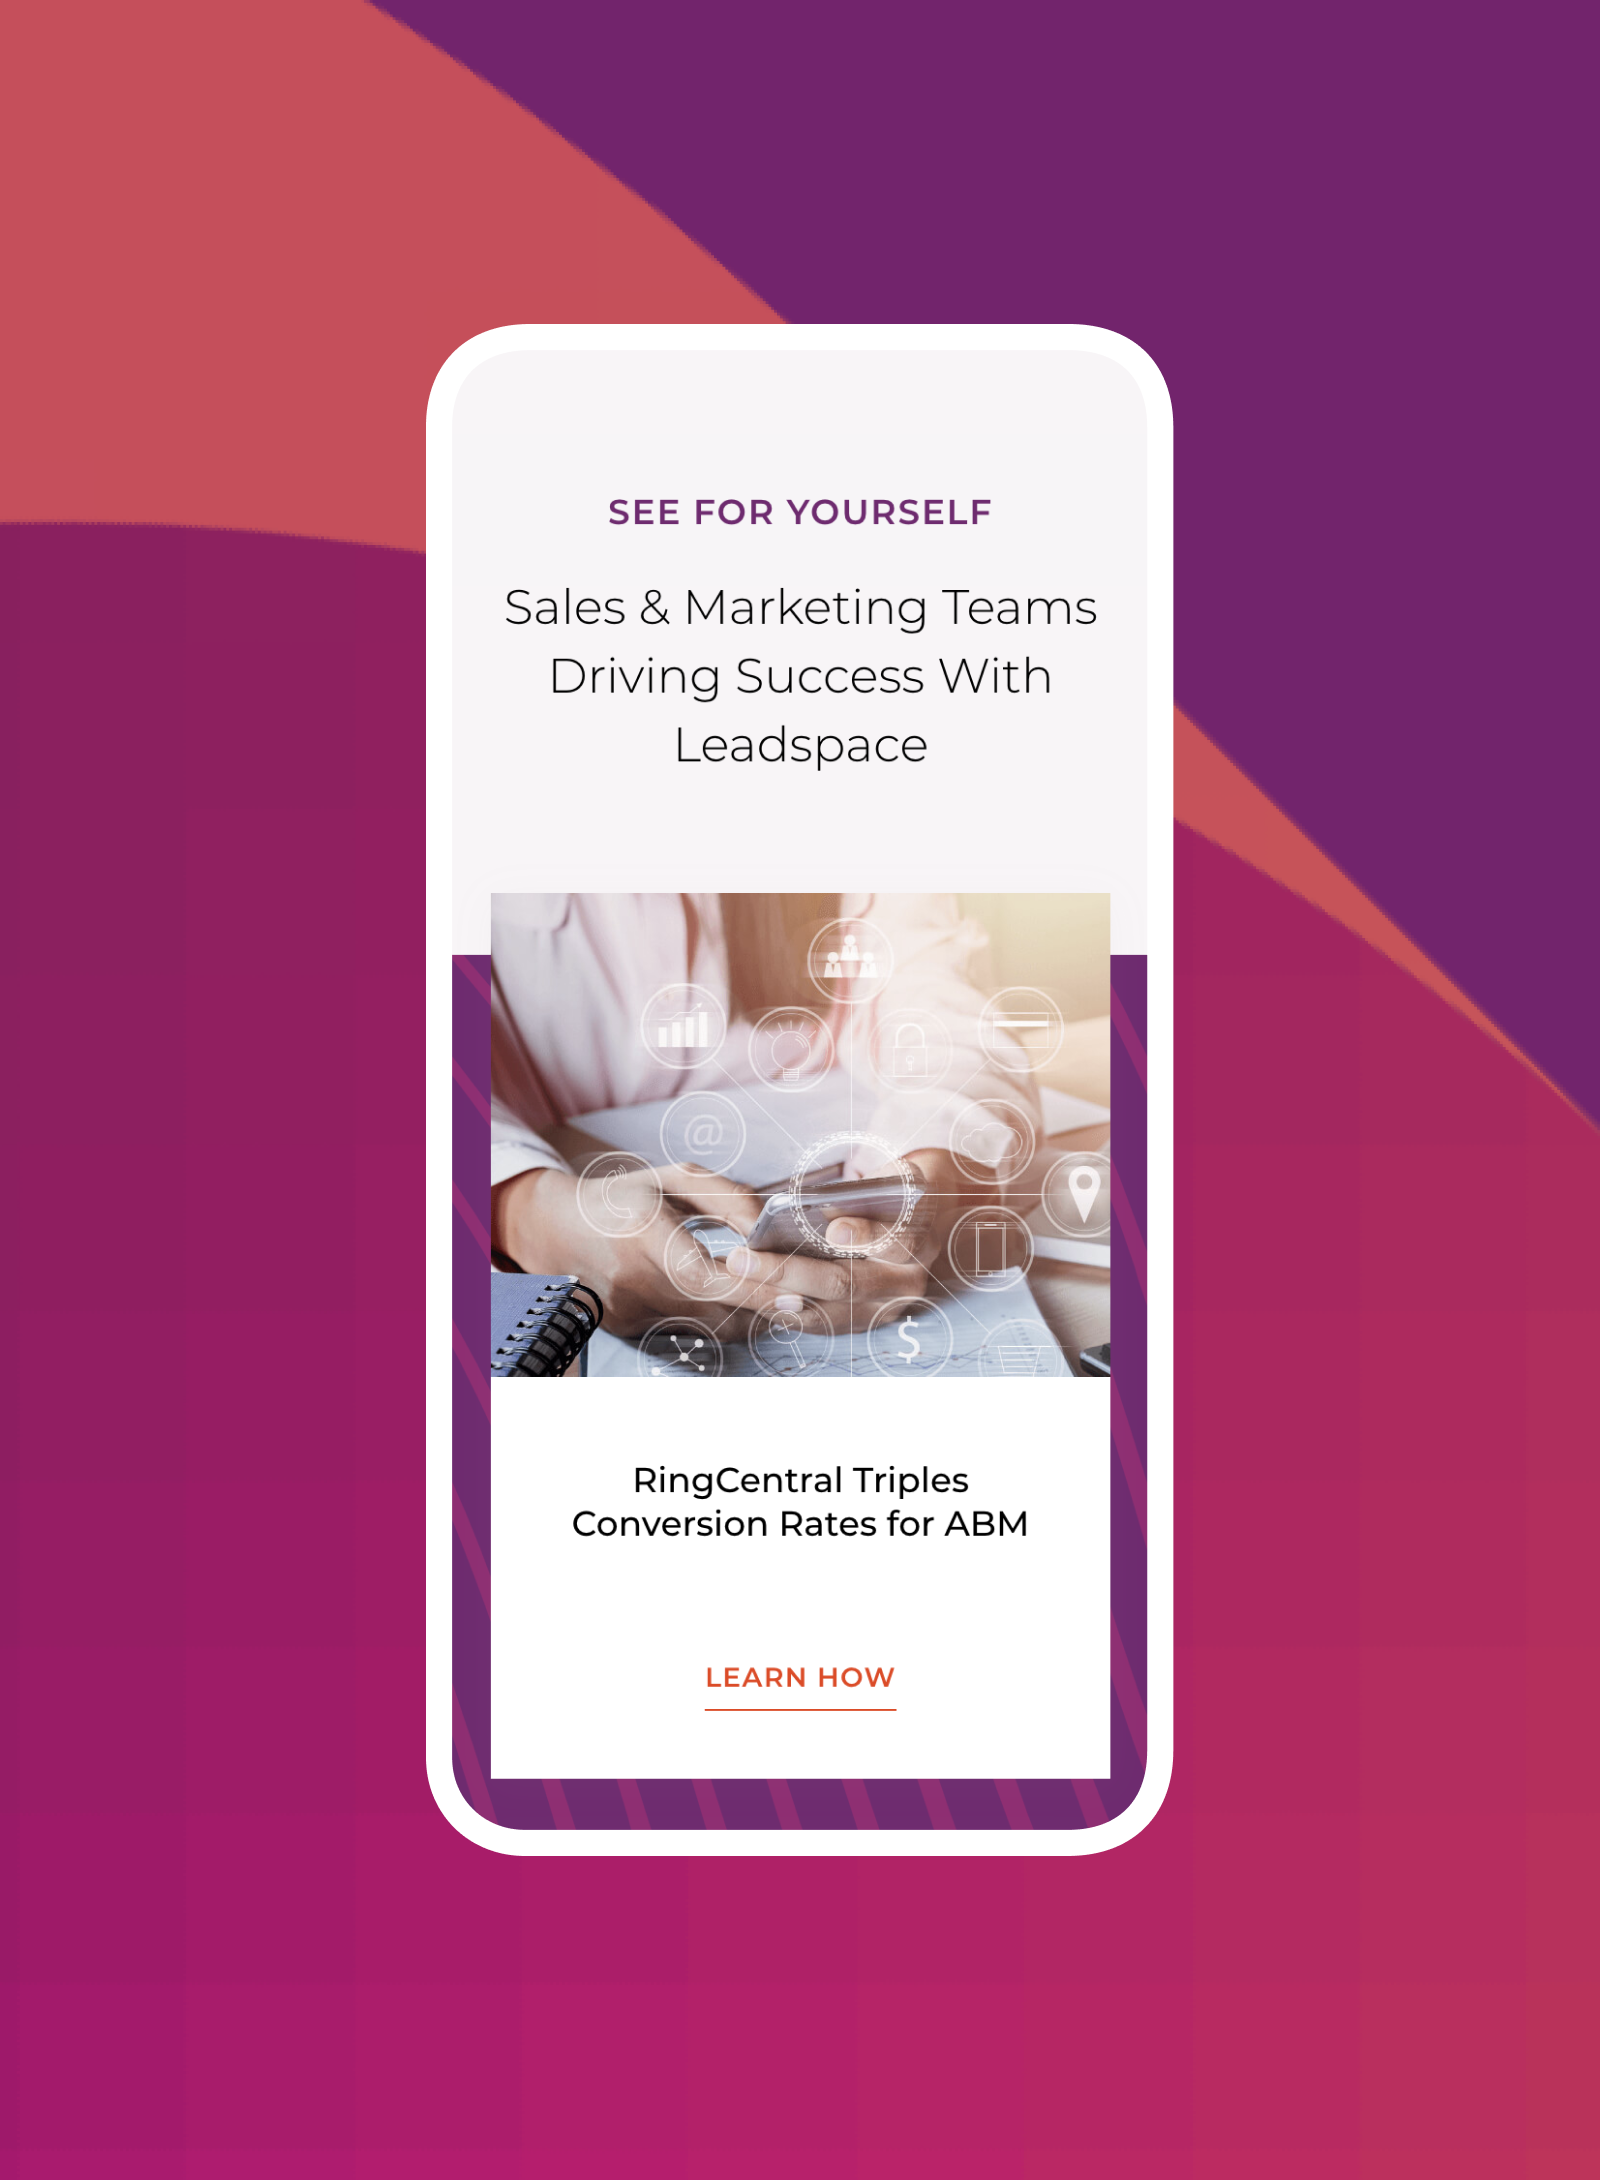 SEE FOR YOURSELF
Sales & Marketing Teams
Driving Success With
Leadspace
@
$
RingCentral Triples
Conversion Rates for ABM
LEARN HOW